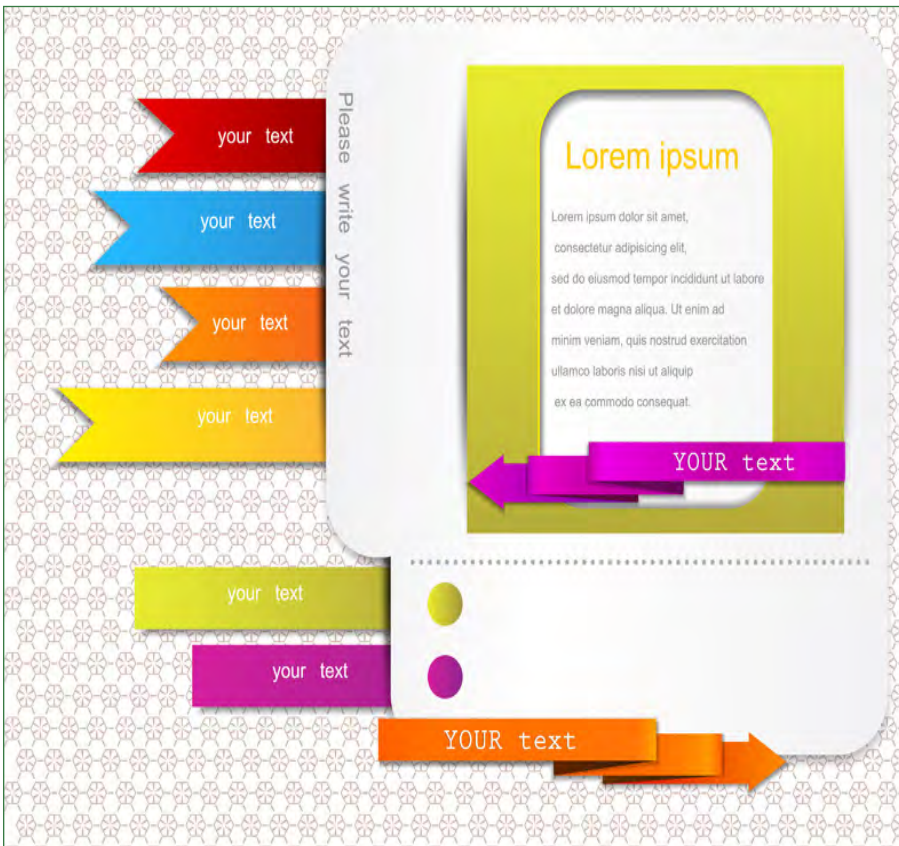 your text
your text
your text
your text
Please write your text
Lorem ipsum
Lorem ipsum dolor sit amet,
consectetur adipisicing elit,
sed do eiusmod tempor incididunt ut labore
et dolore magna aliqua. Ut enim ad
minim veniam, quis nostrud exercitation
ullamco laboris nisi ut aliquip
ex ea commodo consequat.
YOUR text
your text
your text
YOUR text